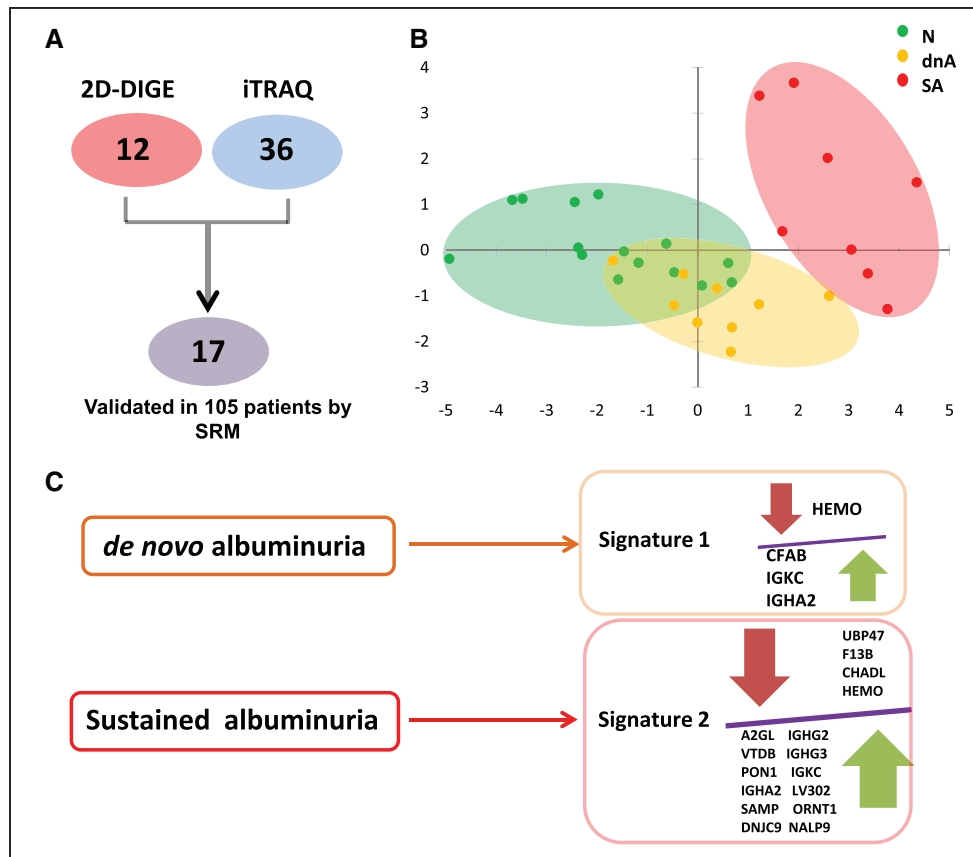 A
2D-DIGE iTRAQ
12 36
17
Validated in 105 patients by
SRM
B
N
dnA
SA
4
3
2
1
0
-1
-2
-3
-5 -4 -3 -2 -1 0 1 2 3 4 5
C
de novo albuminuria
Signature 1
HEMO
CFAB
IGKC
IGHA2
Sustained albuminuria
Signature 2
UBP47
F13B
CHADL
HEMO
A2GL IGHG2
VTDB IGHG3
PON1 IGKC
IGHA2 LV302
SAMP ORNT1
DNJC9 NALP9